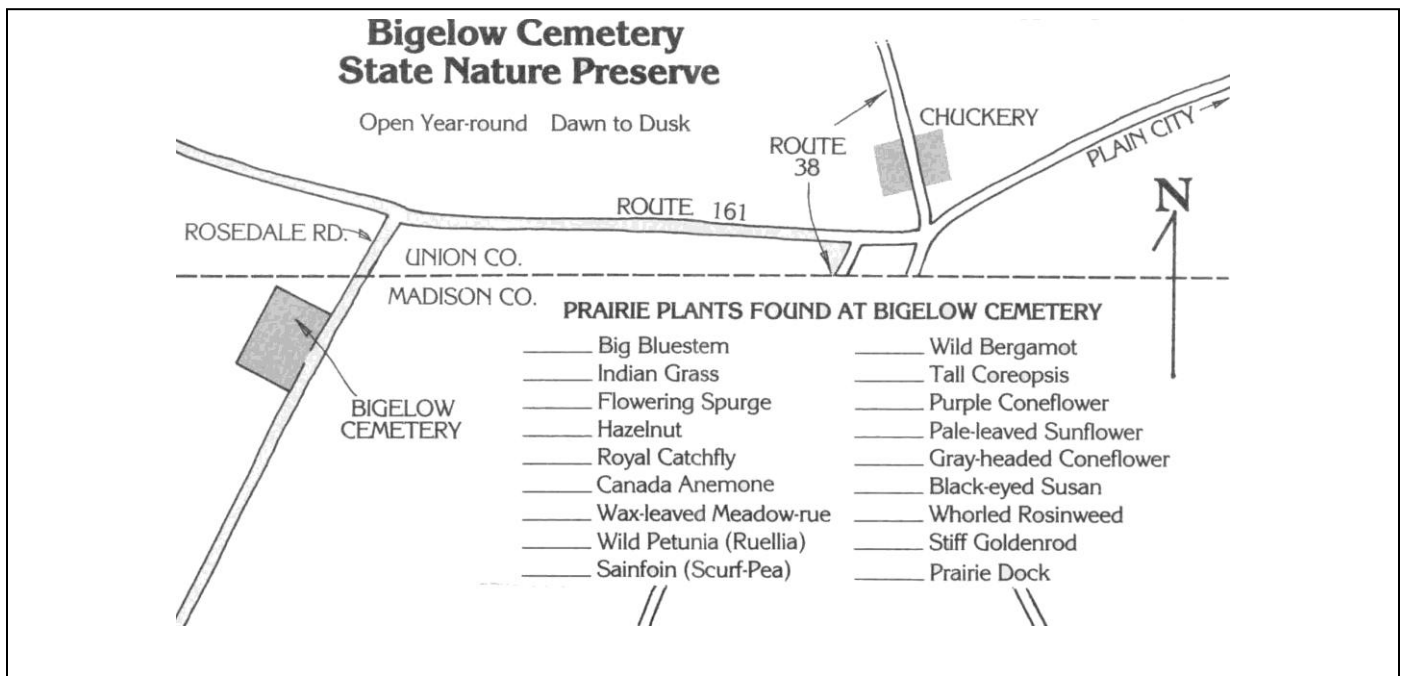 Bigelow Cemetery
State Nature Preserve
Open Year-round Dawn to Dusk
ROUTE
38
CHUCKERY
PLAIN CITY
N
ROUTE 161
ROSEDALE RD.
UNION CO.
MADISON CO.
BIGELOW
CEMETERY
PRAIRIE PLANTS FOUND AT BIGELOW CEMETERY
Big Bluestem
Indian Grass
Flowering Spurge
Hazelnut
Royal Catchfly
Canada Anemone
Wax-leaved Meadow-rue
Wild Petunia (Ruellia)
Sainfoin (Scurf-Pea)
Wild Bergamot
Tall Coreopsis
Purple Coneflower
Pale-leaved Sunflower
Gray-headed Coneflower
Black-eyed Susan
Whorled Rosinweed
Stiff Goldenrod
Prairie Dock